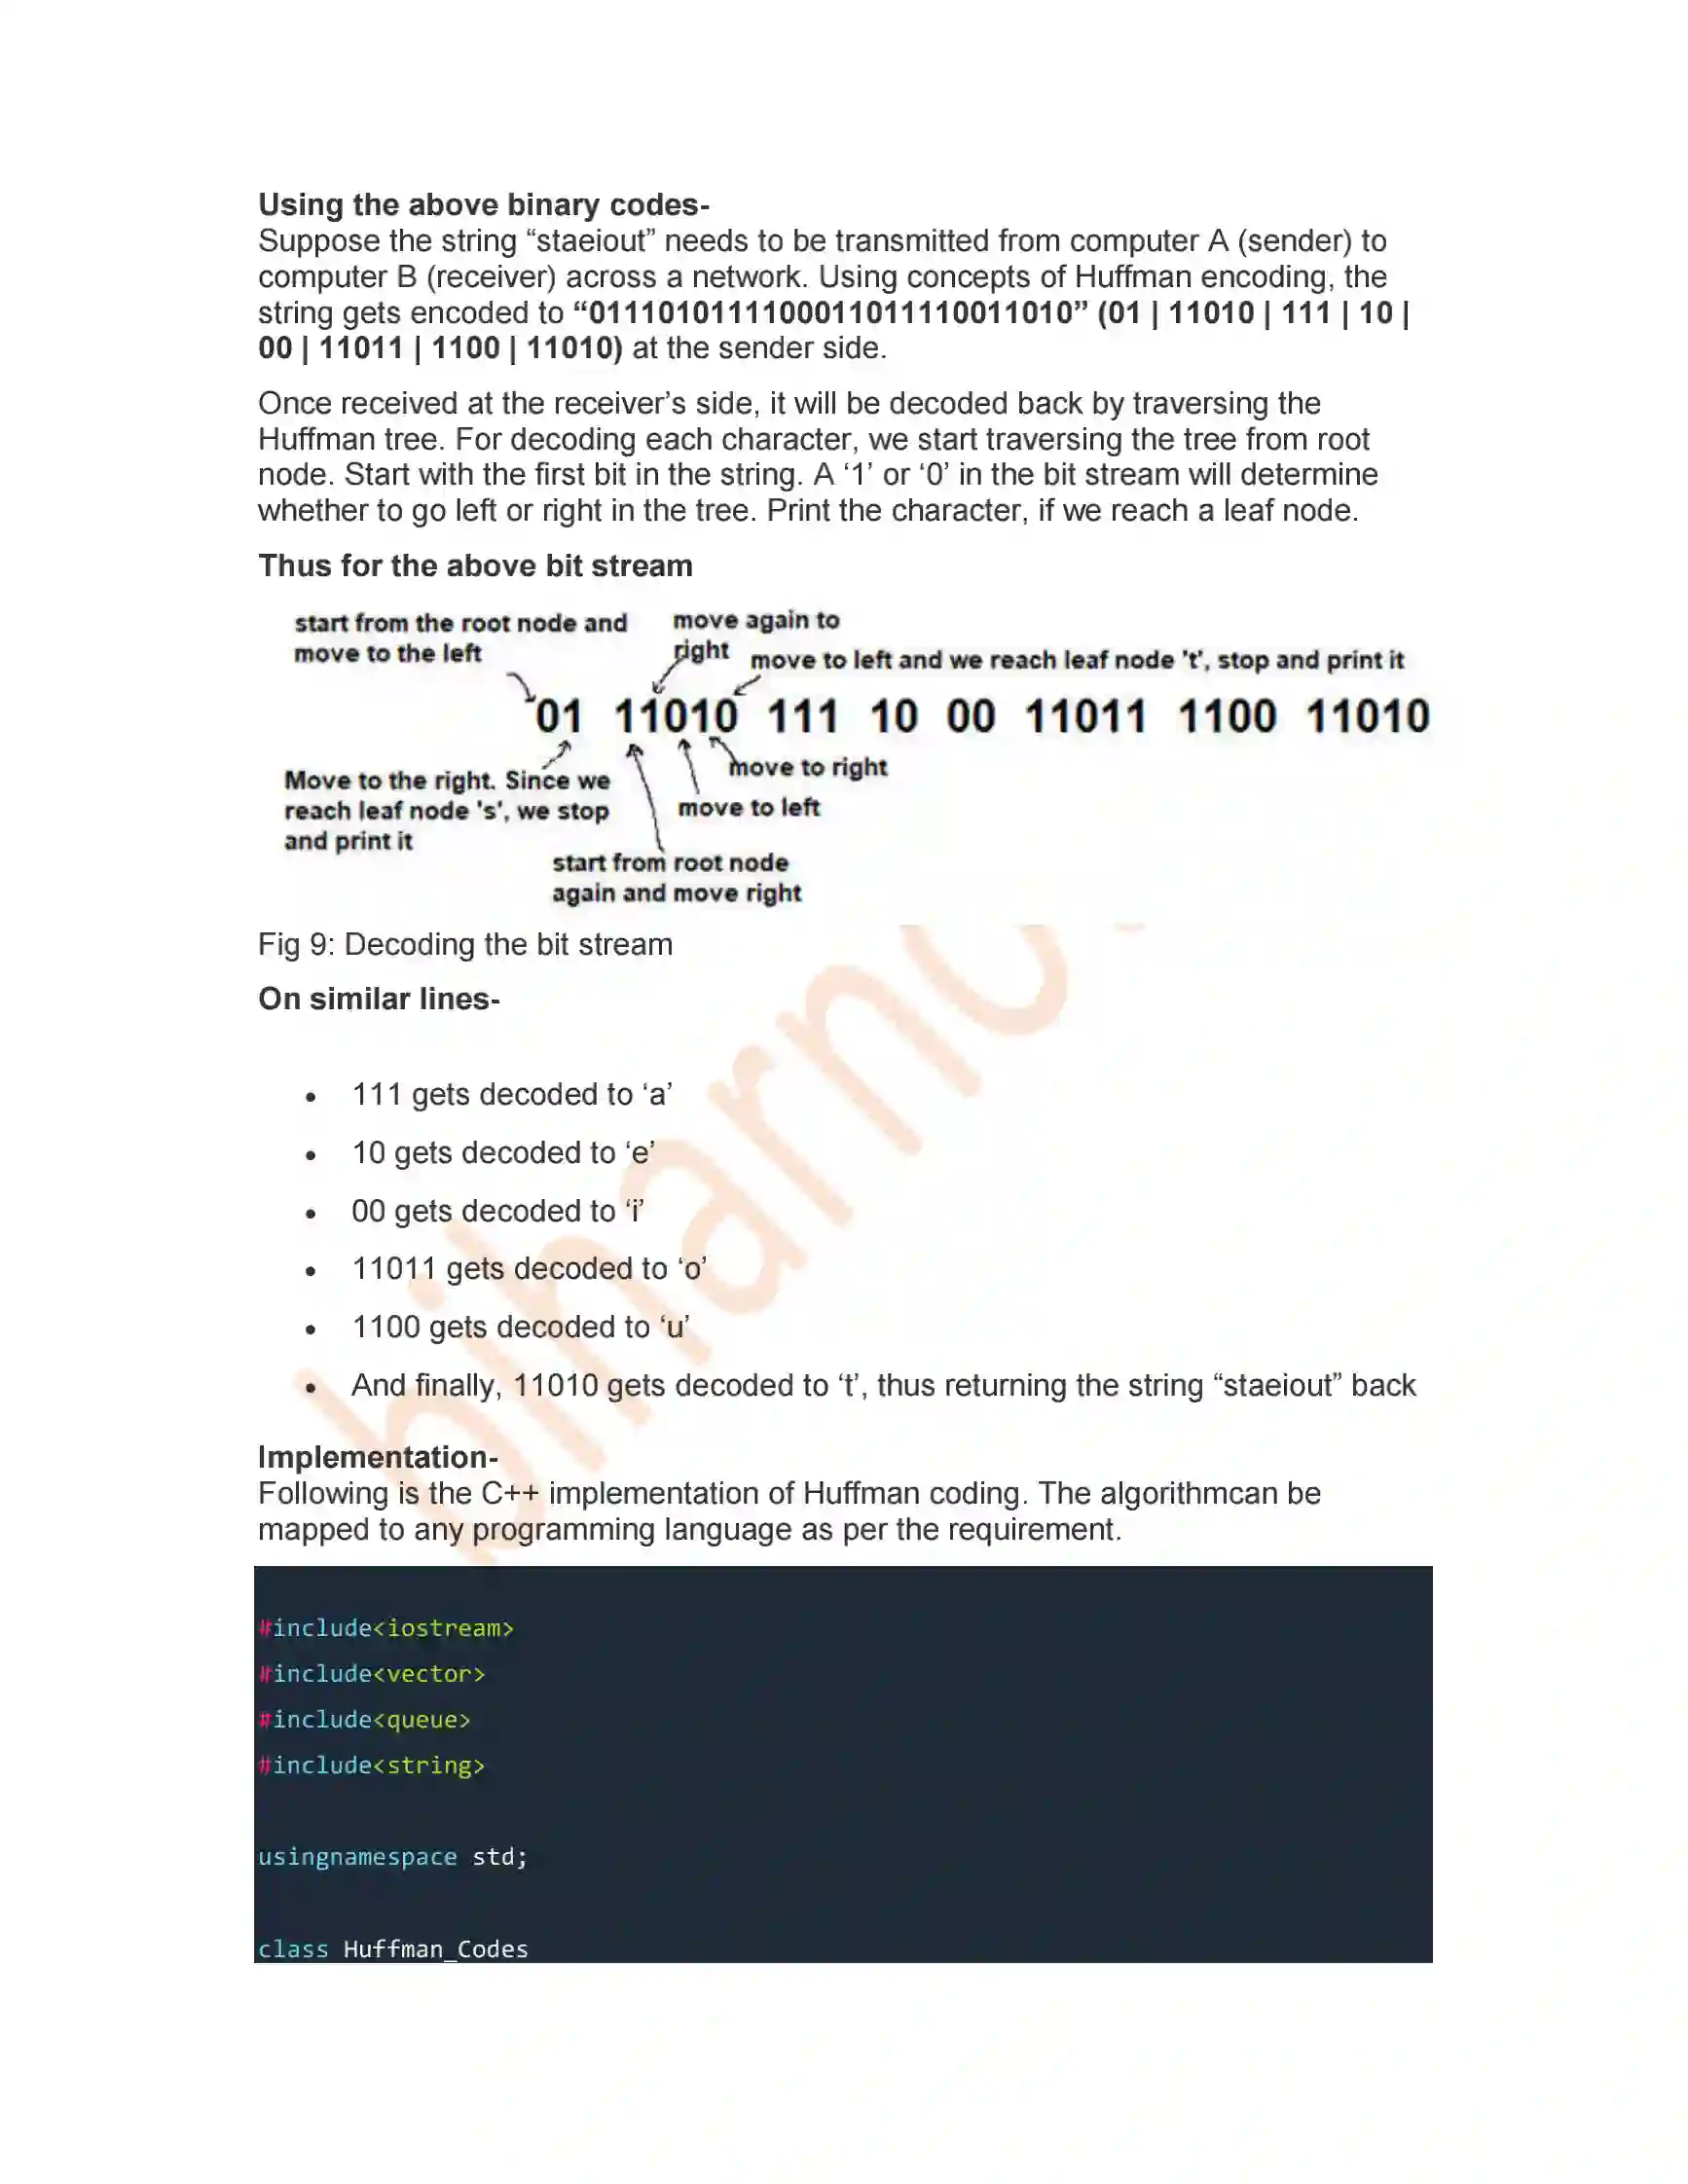 Using the above binary codes-
Suppose the string “staeiout” needs to be transmitted from computer A (sender) to
computer B (receiver) across a network. Using concepts of Huffman encoding, the
string gets encoded to “0111010111100011011110011010” (01 | 11010 | 111 | 10 |
00 | 11011 | 1100 | 11010) at the sender side.
Once received at the receiver’s side, it will be decoded back by traversing the
Huffman tree. For decoding each character, we start traversing the tree from root
node. Start with the first bit in the string. A ‘1’ or ‘0’ in the bit stream will determine
whether to go left or right in the tree. Print the character, if we reach a leaf node.
Thus for the above bit stream
start from the root node and
move to the left
move again to
right
move to left and we reach leaf node 't', stop and print it
01 11010 111 10 00 11011 1100 11010
Move to the right. Since we
reach leaf node 's', we stop
and print it
move to right
move to left
start from root node
again and move right
Fig 9: Decoding the bit stream
On similar lines-
• 111 gets decoded to ‘a’
• 10 gets decoded to ‘e’
• 00 gets decoded to ‘i’
• 11011 gets decoded to ‘o’
• 1100 gets decoded to ‘u’
• And finally, 11010 gets decoded to ‘t’, thus returning the string “staeiout” back
Implementation-
Following is the C++ implementation of Huffman coding. The algorithmcan be
mapped to any programming language as per the requirement.
#include<iostream>
#include<vector>
#include<queue>
#include<string>
usingnamespace std;
class Huffman_Codes